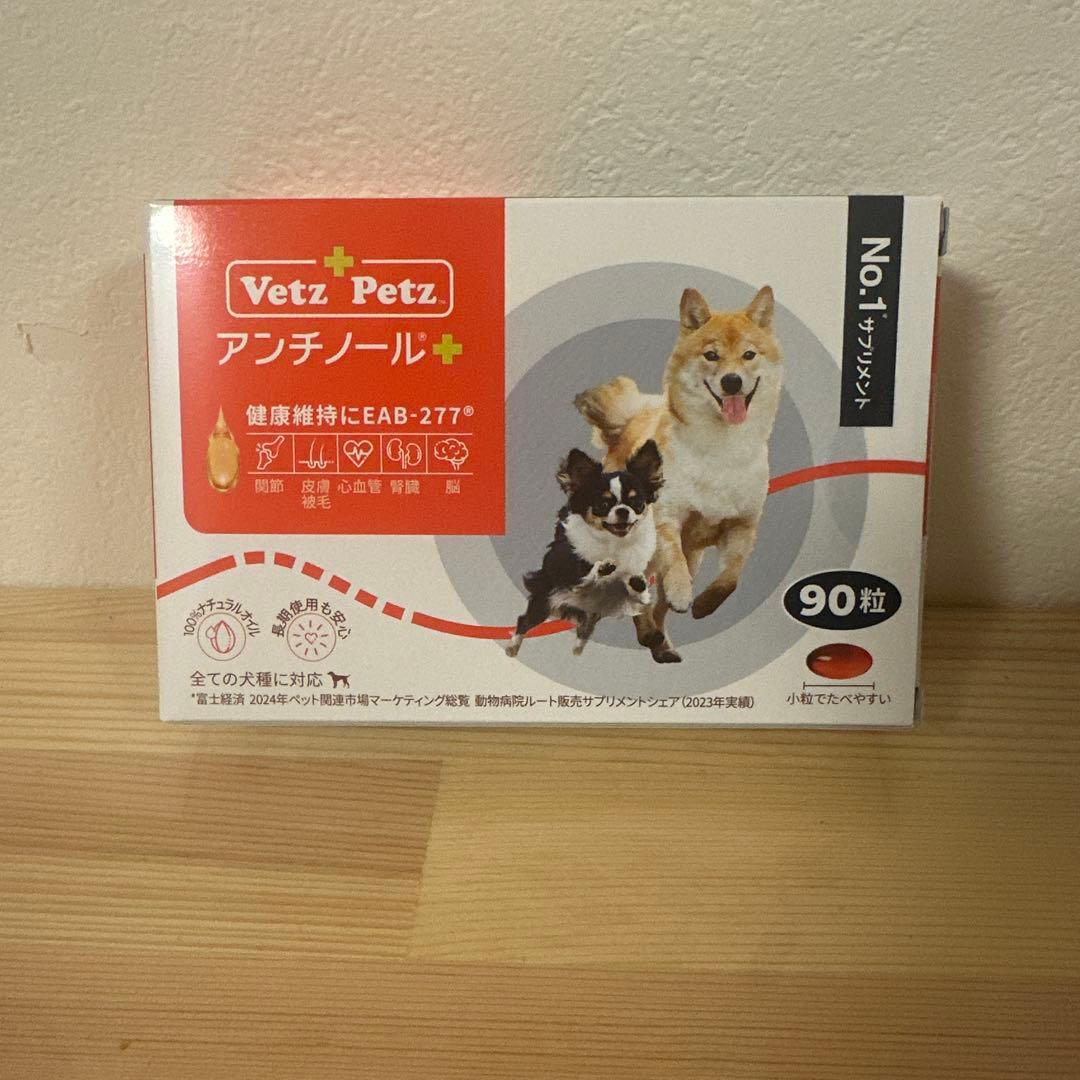 Vetz Petz™
アンチノール®
健康維持にEAB-277®
関節 皮膚被毛 心血管 腎臓 脳
No.1* サプリメント
100%ナチュラルオイル
長期使用も安心
90粒
小粒でたべやすい
全ての犬種に対応
*富士経済 2024年ペット関連市場マーケティング総覧 動物病院ルート販売サプリメントシェア(2023年実績)